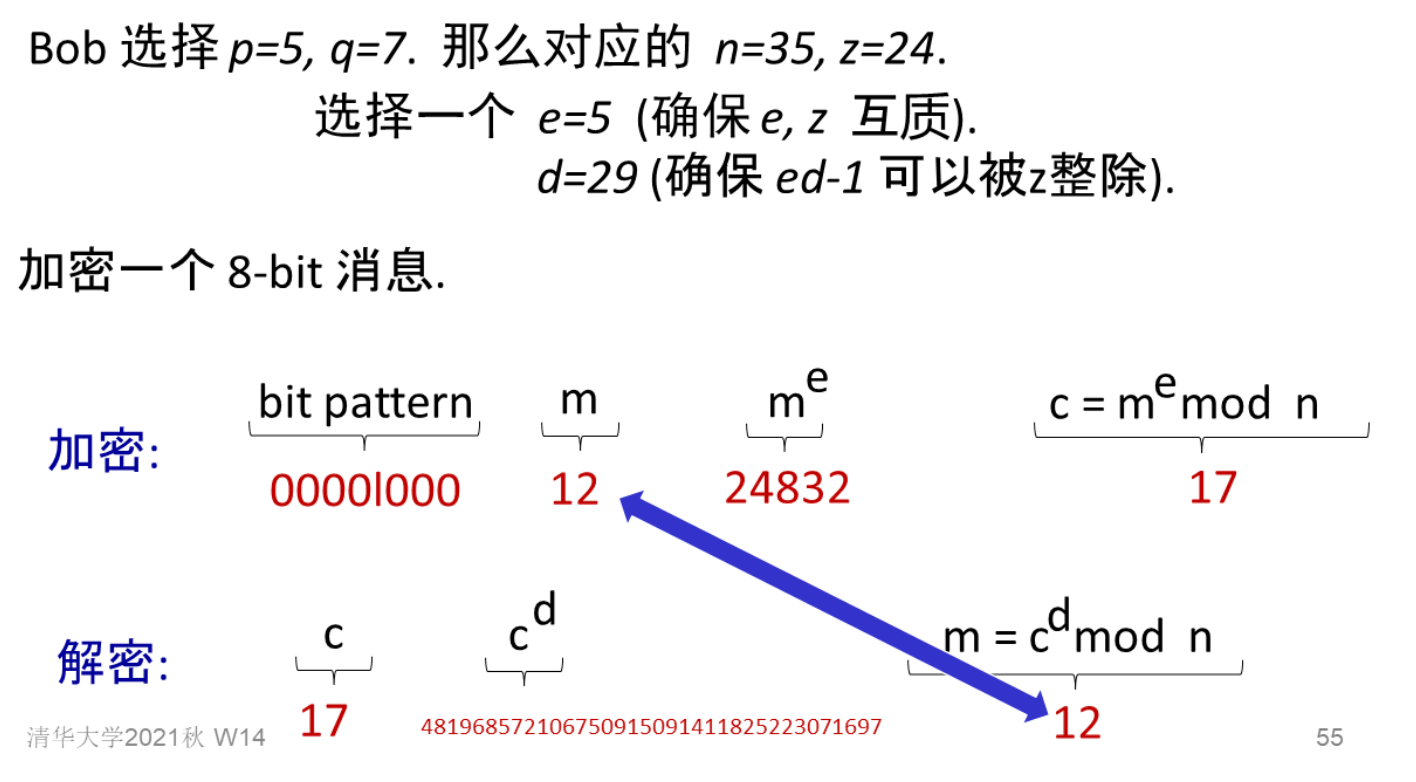 Bob 选择 p=5, q=7. 那么对应的 n=35, z=24.
选择一个 e=5 (确保 e, z 互质).
d=29 (确保 ed-1 可以被z整除).
加密一个 8-bit 消息.
bit pattern m m^e c = m^e mod n
加密:
0000l000 12 24832 17
c c^d m = c^d mod n
解密:
17 481968572106750915091411825223071697 12
清华大学2021秋 W14 55